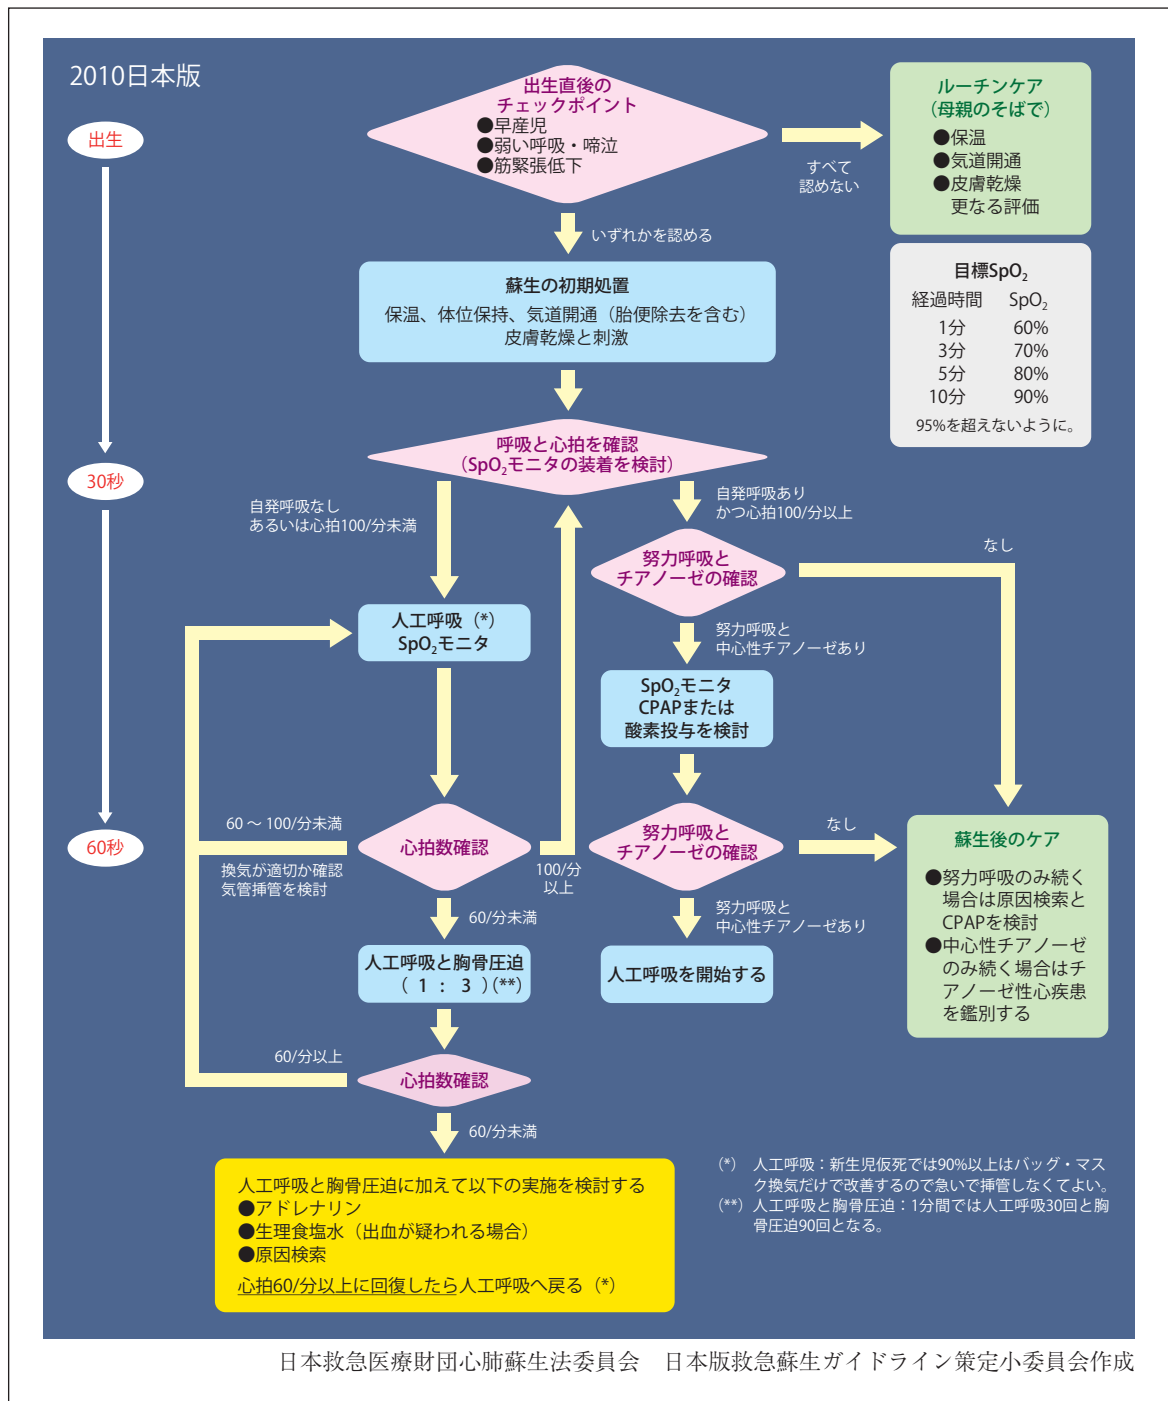 2010日本版
出生
出生直後の
チェックポイント
●早産児
●弱い呼吸・啼泣
●筋緊張低下
すべて
認めない
ルーチンケア
(母親のそばで)
●保温
●気道開通
●皮膚乾燥
更なる評価
いずれかを認める
蘇生の初期処置
保温、体位保持、気道開通（胎便除去を含む）
皮膚乾燥と刺激
目標SpO₂
経過時間 SpO₂
1分 60%
3分 70%
5分 80%
10分 90%
95%を超えないように。
30秒
呼吸と心拍を確認
(SpO₂モニタの装着を検討)
自発呼吸なし
あるいは心拍100/分未満
自発呼吸あり
かつ心拍100/分以上
努力呼吸と
チアノーゼの確認
なし
人工呼吸（*）
SpO₂モニタ
努力呼吸と
中心性チアノーゼあり
SpO₂モニタ
CPAPまたは
酸素投与を検討
60秒
60～100/分未満
換気が適切か確認
気管挿管を検討
心拍数確認
100/分
以上
努力呼吸と
チアノーゼの確認
なし
蘇生後のケア
●努力呼吸のみ続く
場合は原因検索と
CPAPを検討
●中心性チアノーゼ
のみ続く場合はチ
アノーゼ性心疾患
を鑑別する
60/分未満
努力呼吸と
中心性チアノーゼあり
人工呼吸と胸骨圧迫
（1：3）(**)
人工呼吸を開始する
60/分以上
心拍数確認
60/分未満
人工呼吸と胸骨圧迫に加えて以下の実施を検討する
●アドレナリン
●生理食塩水（出血が疑われる場合）
●原因検索
心拍60/分以上に回復したら人工呼吸へ戻る（*）
(*) 人工呼吸：新生児仮死では90%以上はバッグ・マス
ク換気だけで改善するので急いで挿管しなくてよい。
(**) 人工呼吸と胸骨圧迫：1分間では人工呼吸30回と胸
骨圧迫90回となる。
日本救急医療財団心肺蘇生法委員会　日本版救急蘇生ガイドライン策定小委員会作成